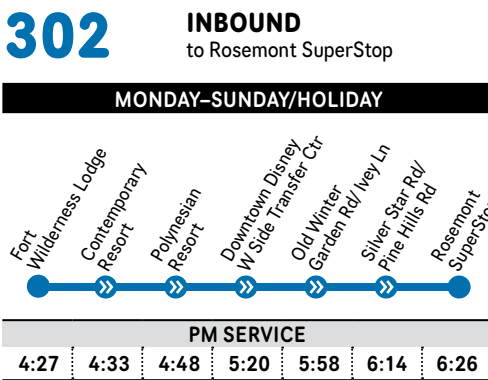 302
INBOUND
to Rosemont SuperStop
MONDAY–SUNDAY/HOLIDAY
Fort
Wilderness Lodge
Contemporary
Resort
Polynesian
Resort
Downtown Disney
W Side Transfer Ctr
Old Winter
Garden Rd/ Ivey Ln
Silver Star Rd/
Pine Hills Rd
Rosemont
SuperStop
PM SERVICE
4:27 4:33 4:48 5:20 5:58 6:14 6:26